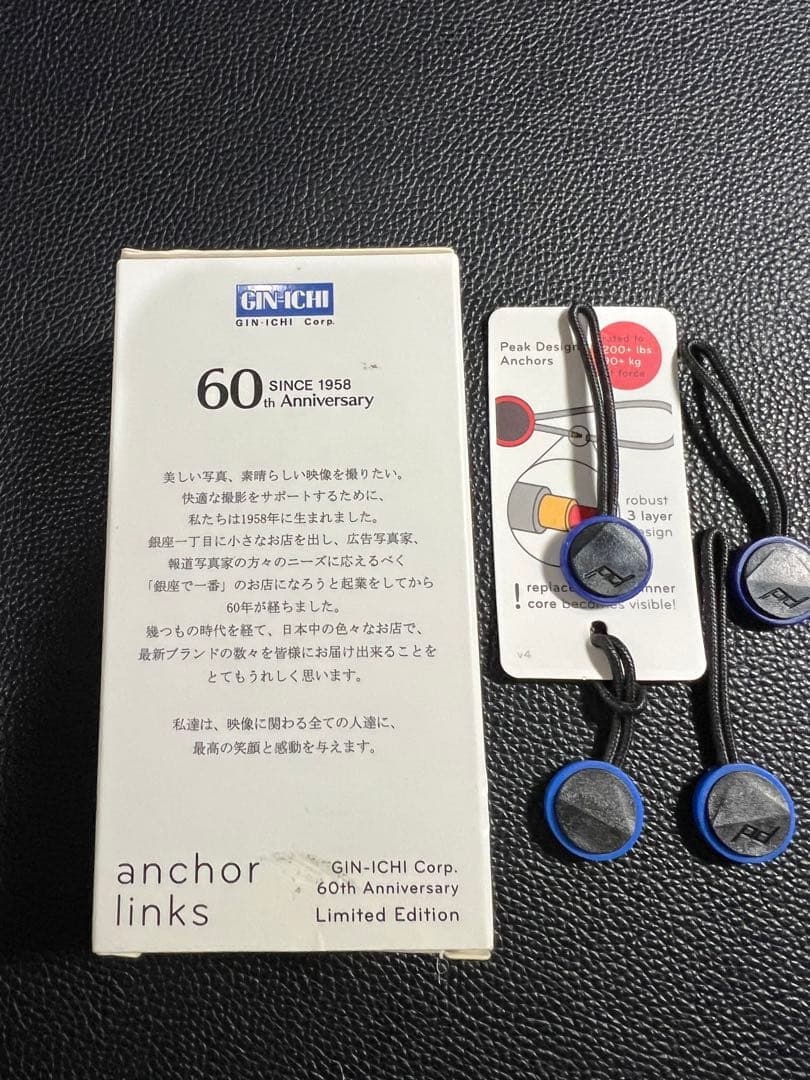 GIN-ICHI
GIN-ICHI Corp.
60 SINCE 1958
th Anniversary
美しい写真、素晴らしい映像を撮りたい。
快適な撮影をサポートするために、
私たちは1958年に生まれました。
銀座一丁目に小さなお店を出し、広告写真家、
報道写真家の方々のニーズに応えるべく
「銀座で一番」のお店になろうと起業をしてから
60年が経ちました。
幾つもの時代を経て、日本中の色々なお店で、
最新ブランドの数々を皆様にお届け出来ることを
とてもうれしく思います。
私達は、映像に関わる全ての人達に、
最高の笑顔と感動を与えます。
anchor
links
GIN-ICHI Corp.
60th Anniversary
Limited Edition
Peak Design
Anchors
200+ lbs
force
robust
3 layer
! 
core becomes visible!
v4
pd
pd
pd